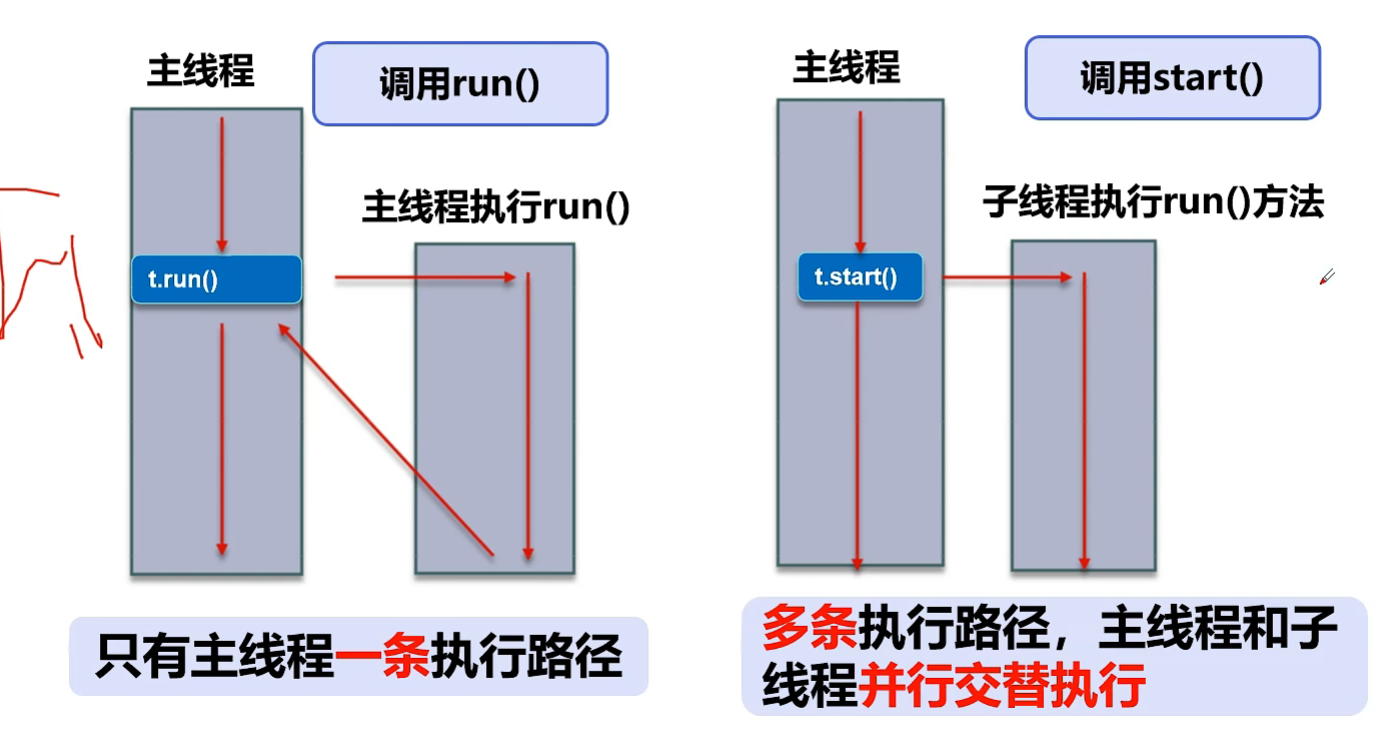 主线程
调用run()
主线程执行run()
t.run()
只有主线程一条执行路径
主线程
调用start()
子线程执行run()方法
t.start()
多条执行路径，主线程和子
线程并行交替执行